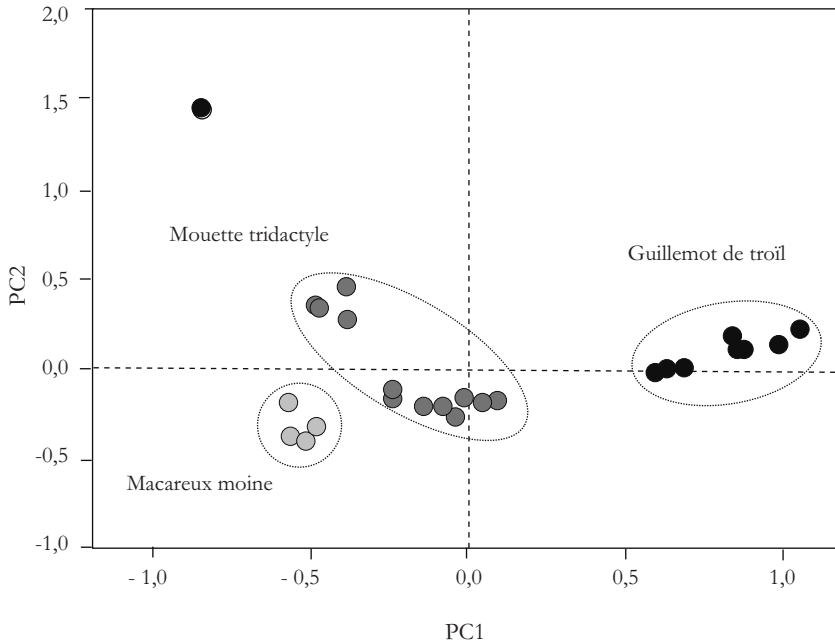 2,0
1,5
1,0
0,5
0,0
-0,5
-1,0
PC2
Mouette tridactyle
Guillemot de troïl
Macareux moine
- 1,0
- 0,5
0,0
0,5
1,0
PC1